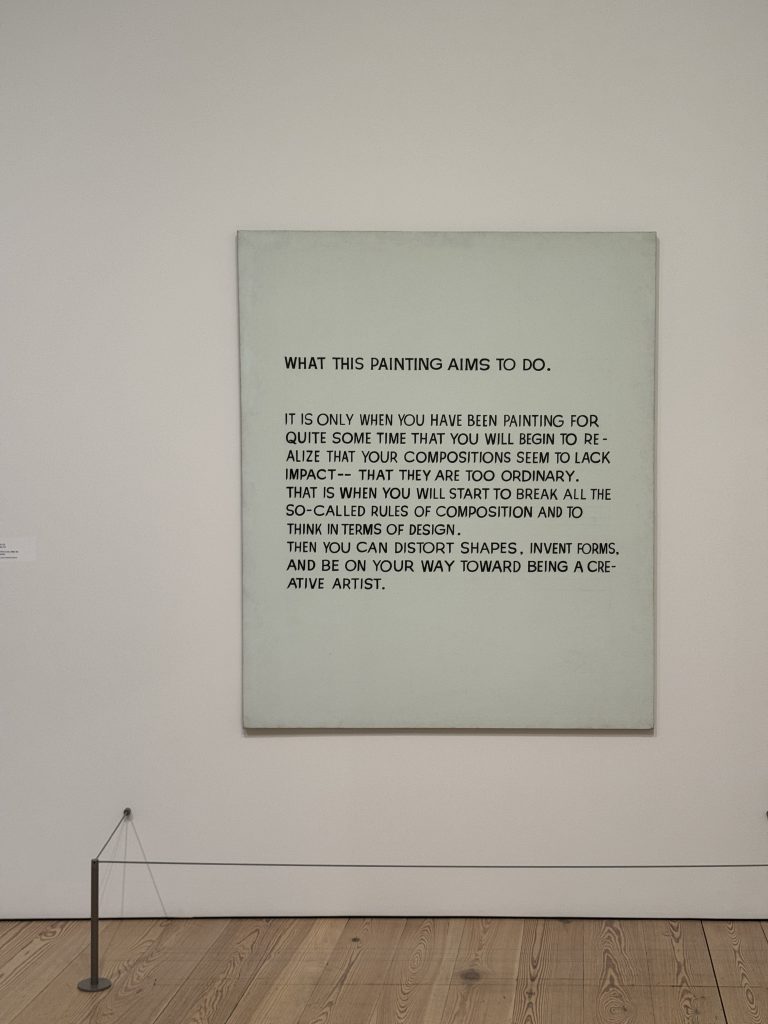 WHAT THIS PAINTING AIMS TO DO.
IT IS ONLY WHEN YOU HAVE BEEN PAINTING FOR
QUITE SOME TIME THAT YOU WILL BEGIN TO RE-
ALIZE THAT YOUR COMPOSITIONS SEEM TO LACK
IMPACT-- THAT THEY ARE TOO ORDINARY.
THAT IS WHEN YOU WILL START TO BREAK ALL THE
SO-CALLED RULES OF COMPOSITION AND TO
THINK IN TERMS OF DESIGN.
THEN YOU CAN DISTORT SHAPES, INVENT FORMS,
AND BE ON YOUR WAY TOWARD BEING A CRE-
ATIVE ARTIST.